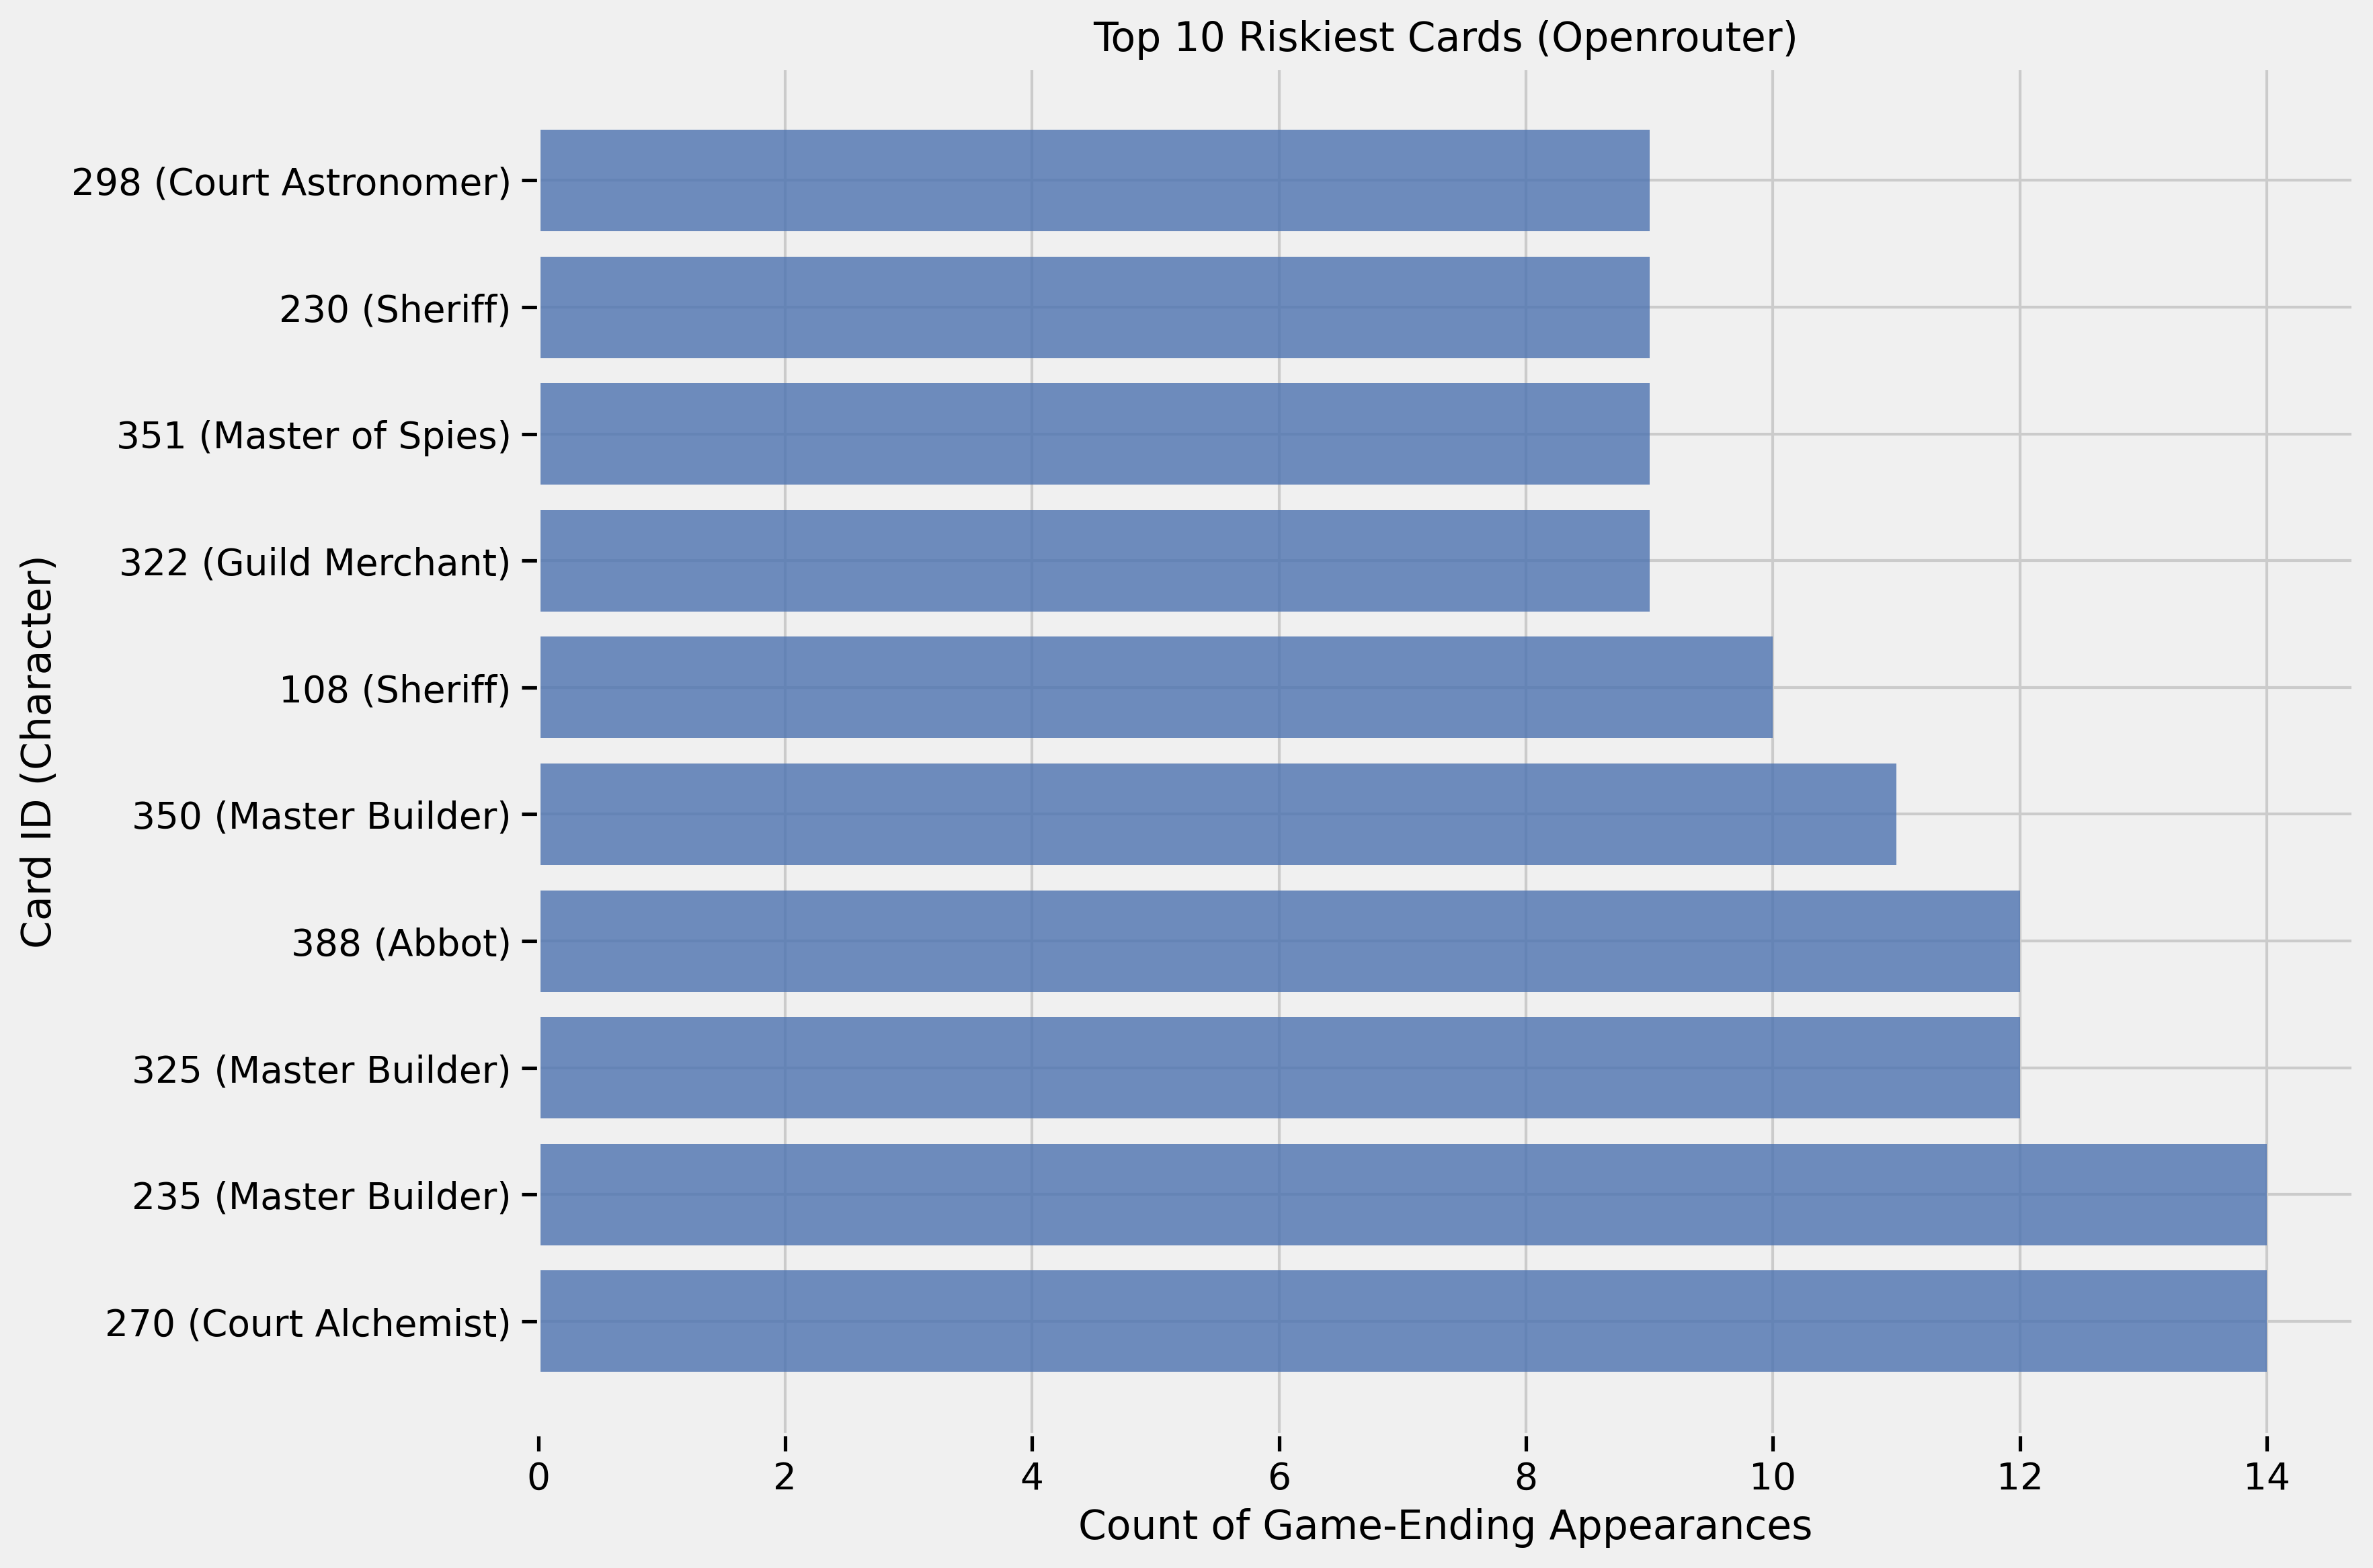 Top 10 Riskiest Cards (Openrouter)
Card ID (Character)
298 (Court Astronomer)
230 (Sheriff)
351 (Master of Spies)
322 (Guild Merchant)
108 (Sheriff)
350 (Master Builder)
388 (Abbot)
325 (Master Builder)
235 (Master Builder)
270 (Court Alchemist)
0 2 4 6 8 10 12 14
Count of Game-Ending Appearances